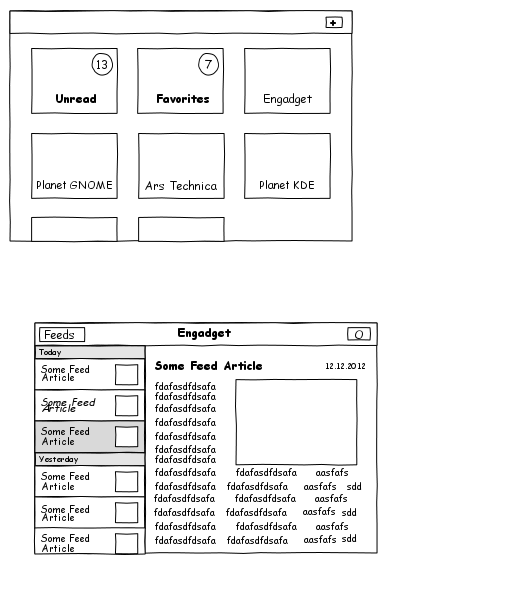 +
13
7
Unread
Favorites
Engadget
Planet GNOME
Ars Technica
Planet KDE
Feeds
Engadget
O
Today
Some Feed
Article
Some Feed
Article
Some Feed
Article
Yesterday
Some Feed
Article
Some Feed
Article
Some Feed
Article
Some Feed Article
12.12.2012
fdafasdfdsafa
fdafasdfdsafa
fdafasdfdsafa
fdafasdfdsafa
fdafasdfdsafa
fdafasdfdsafa
fdafasdfdsafa
fdafasdfdsafa fdafasdfdsafa aasfafs
fdafasdfdsafa fdafasdfdsafa aasfafs sdd
fdafasdfdsafa fdafasdfdsafa aasfafs
fdafasdfdsafa fdafasdfdsafa aasfafs sdd
fdafasdfdsafa fdafasdfdsafa aasfafs
fdafasdfdsafa fdafasdfdsafa aasfafs sdd